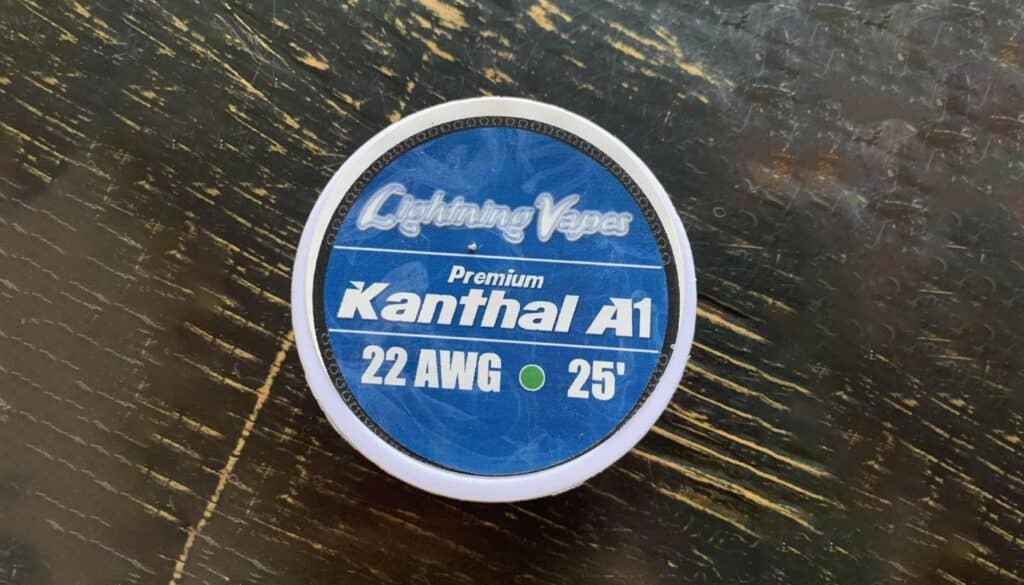 Lightning Vapes
Premium
Kanthal A1
22 AWG 25'